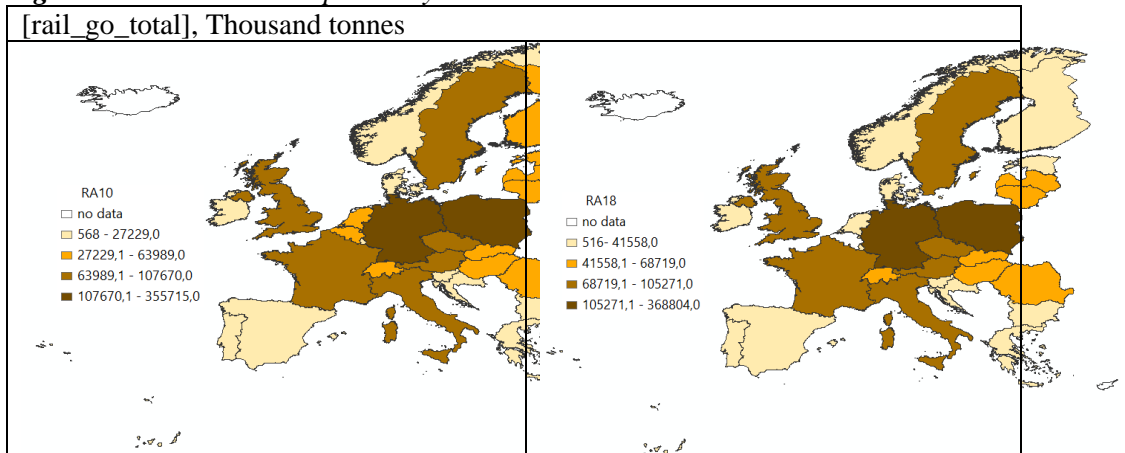 [rail_go_total], Thousand tonnes
RA10
no data
568 - 27229,0
27229,1 - 63989,0
63989,1 - 107670,0
107670,1 - 355715,0
RA18
no data
516- 41558,0
41558,1 - 68719,0
68719,1 - 105271,0
105271,1 - 368804,0